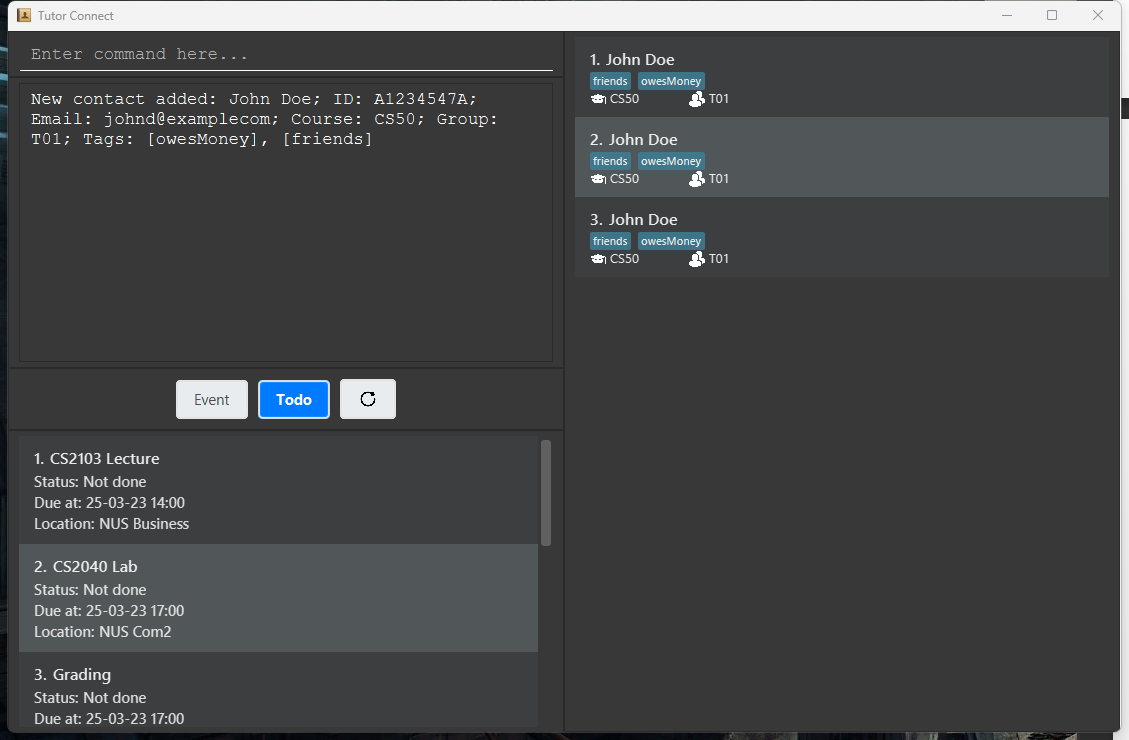 Tutor Connect
Enter command here...
New contact added: John Doe; ID: A1234547A;
Email: johnd@examplecom; Course: CS50; Group:
T01; Tags: [owesMoney], [friends]
Event Todo
1. CS2103 Lecture
Status: Not done
Due at: 25-03-23 14:00
Location: NUS Business
2. CS2040 Lab
Status: Not done
Due at: 25-03-23 17:00
Location: NUS Com2
3. Grading
Status: Not done
Due at: 25-03-23 17:00
1. John Doe
friends owesMoney
CS50 T01
2. John Doe
friends owesMoney
CS50 T01
3. John Doe
friends owesMoney
CS50 T01